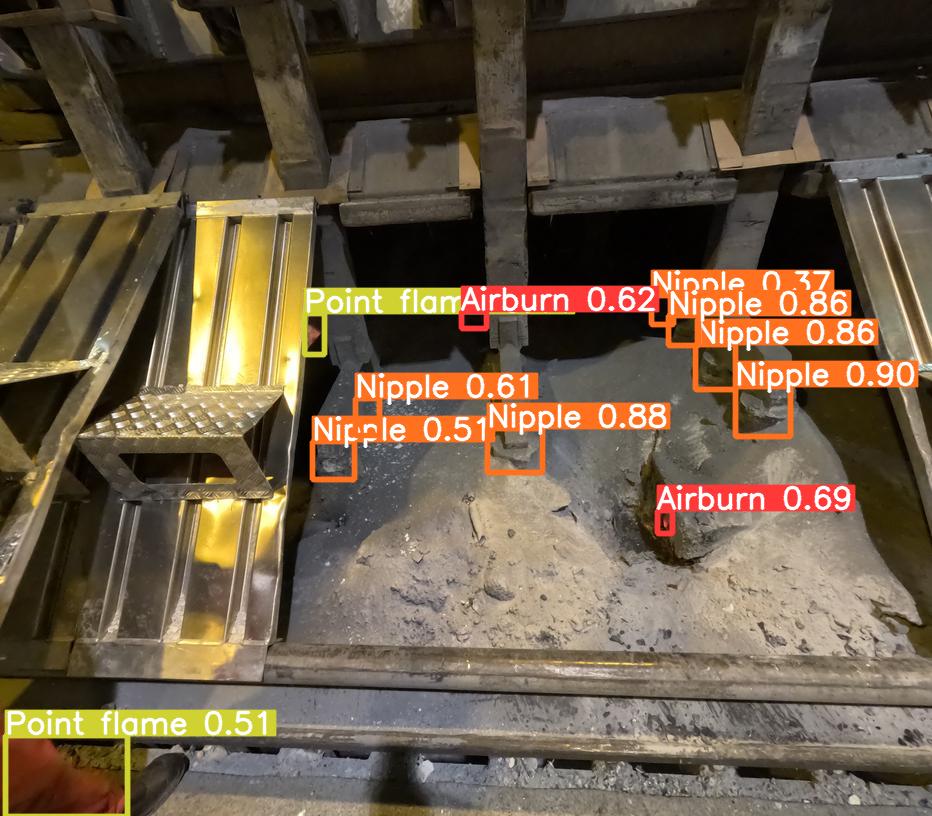 Nipple 0.37
Point flam
Airburn 0.62
Nipple 0.86
Nipple 0.86
Nipple 0.90
Nipple 0.61
Nipple 0.88
Nipple 0.51
Airburn 0.69
Point flame 0.51